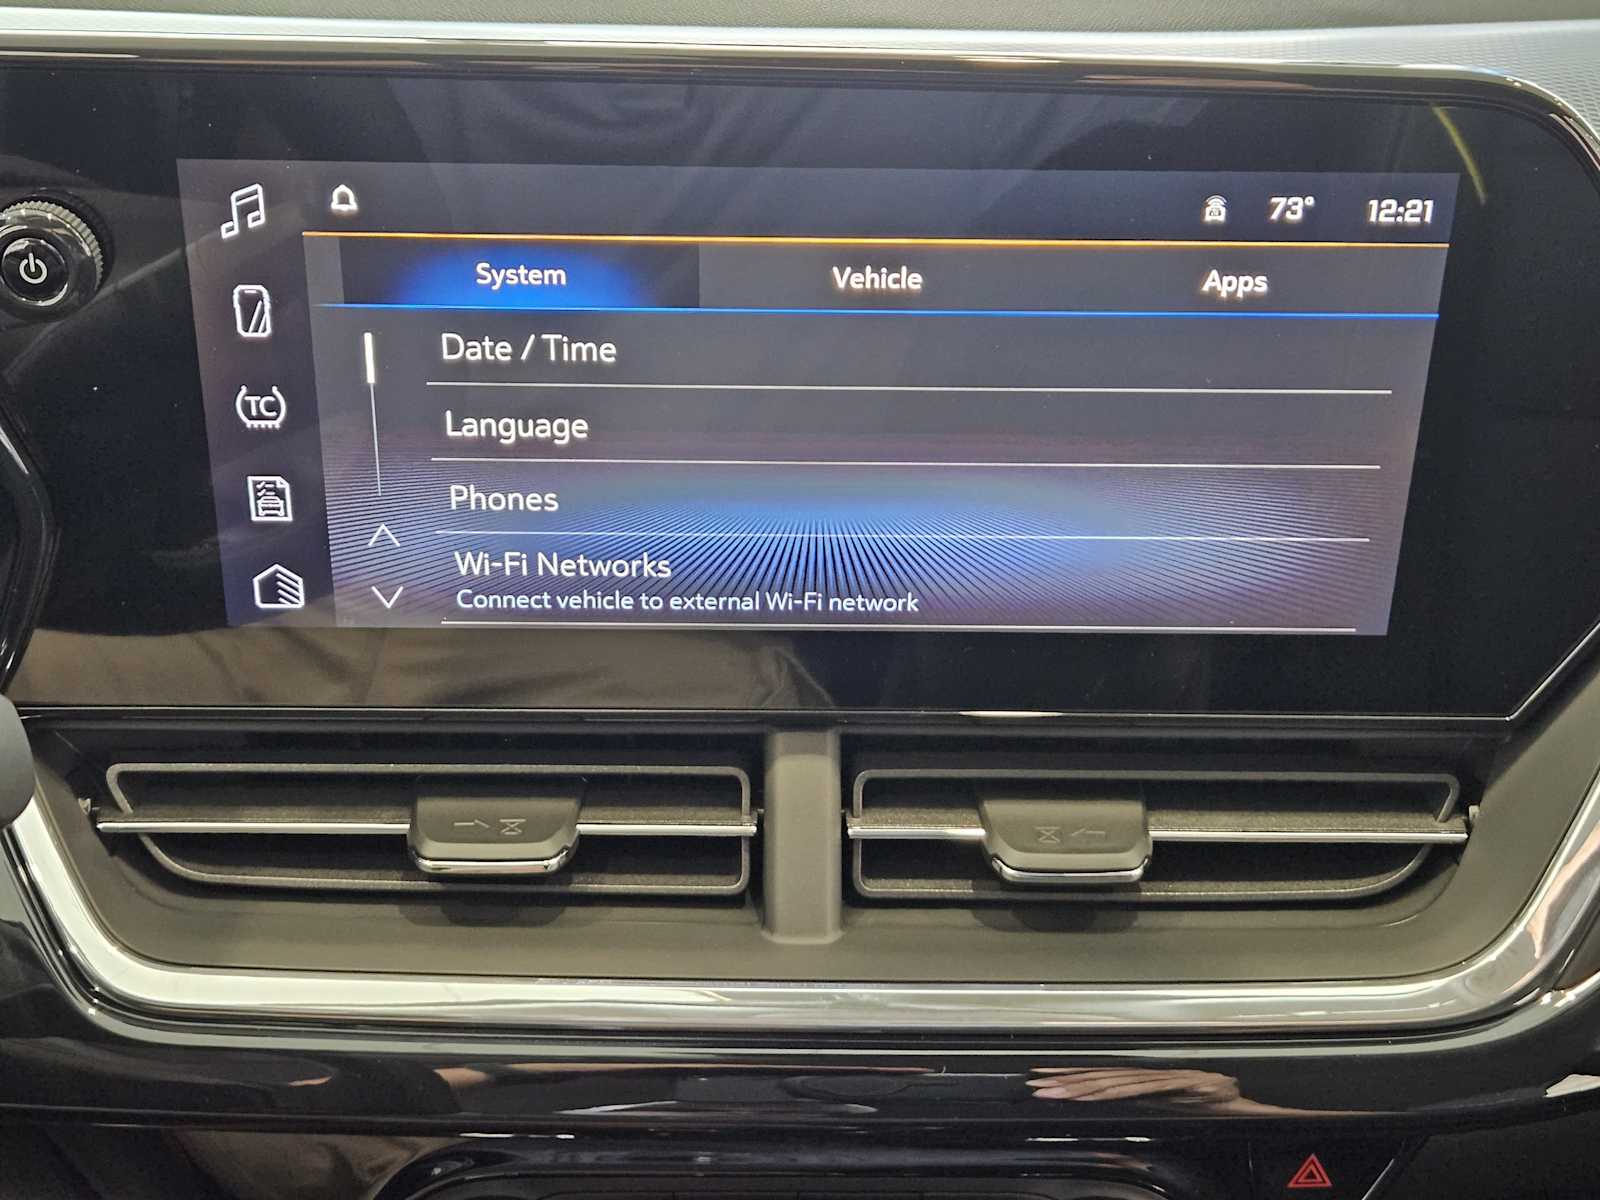 73° 12:21
System Vehicle Apps
Date / Time
TC
Language
Phones
Wi-Fi Networks
Connect vehicle to external Wi-Fi network